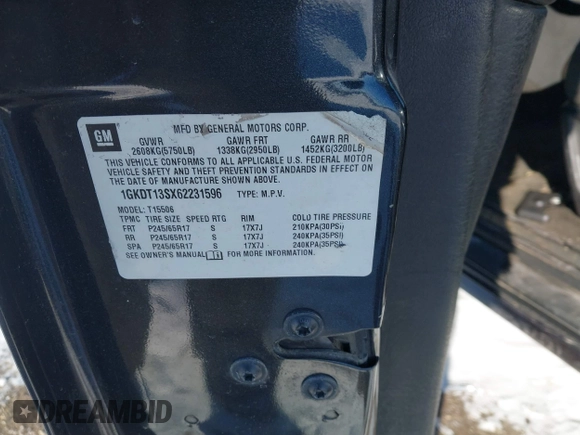 GM
MFD BY GENERAL MOTORS CORP.
GVWR GAWR FRT GAWR RR
2608KG(5750LB) 1338KG(2950LB) 1452KG(3200LB)
THIS VEHICLE CONFORMS TO ALL APPLICABLE U.S. FEDERAL MOTOR
VEHICLE SAFETY AND THEFT PREVENTION STANDARDS IN EFFECT ON
THE DATE OF MANUFACTURE SHOWN ABOVE.
1GKDT13SX62231596 TYPE: M.P.V.
MODEL: T15506
TPMC TIRE SIZE SPEED RTG RIM COLD TIRE PRESSURE
FRT P245/65R17 S 17X7J 210KPA(30PSI)
RR P245/65R17 S 17X7J 240KPA(35PSI)
SPA P245/65R17 S 17X7J 240KPA(35PSI)
SEE OWNER'S MANUAL FOR MORE INFORMATION.
DREAMBID